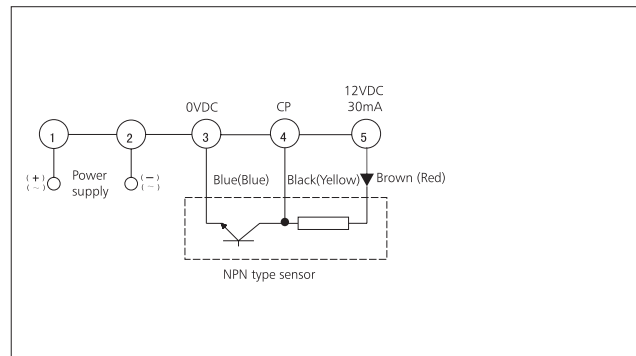 12VDC
0VDC CP 30mA
1 2 3 4 5
(+) Power (−)
(~) supply (~)
Blue(Blue) Black(Yellow) Brown (Red)
NPN type sensor